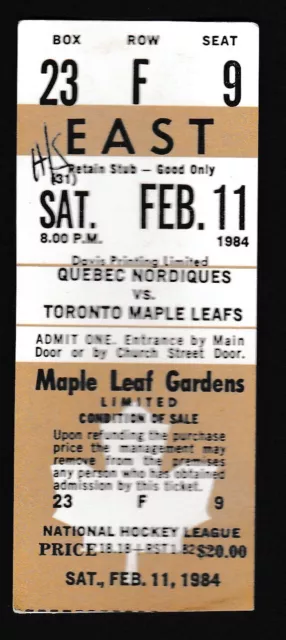 BOX ROW SEAT
23 F 9
EAST
H/S
Retain Stub — Good Only
(31)
SAT. FEB. 11
8.00 P.M. 1984
Davis Printing Limited
QUEBEC NORDIQUES
VS.
TORONTO MAPLE LEAFS
ADMIT ONE. Entrance by Main
Door or by Church Street Door.
Maple Leaf Gardens
LIMITED
CONDITION OF SALE
Upon refunding the purchase
price the management may
remove from the premises
any person who has obtained
admission by this ticket.
23 F 9
NATIONAL HOCKEY LEAGUE
PRICE 18.18 + RST 1.82 $20.00
SAT., FEB. 11, 1984